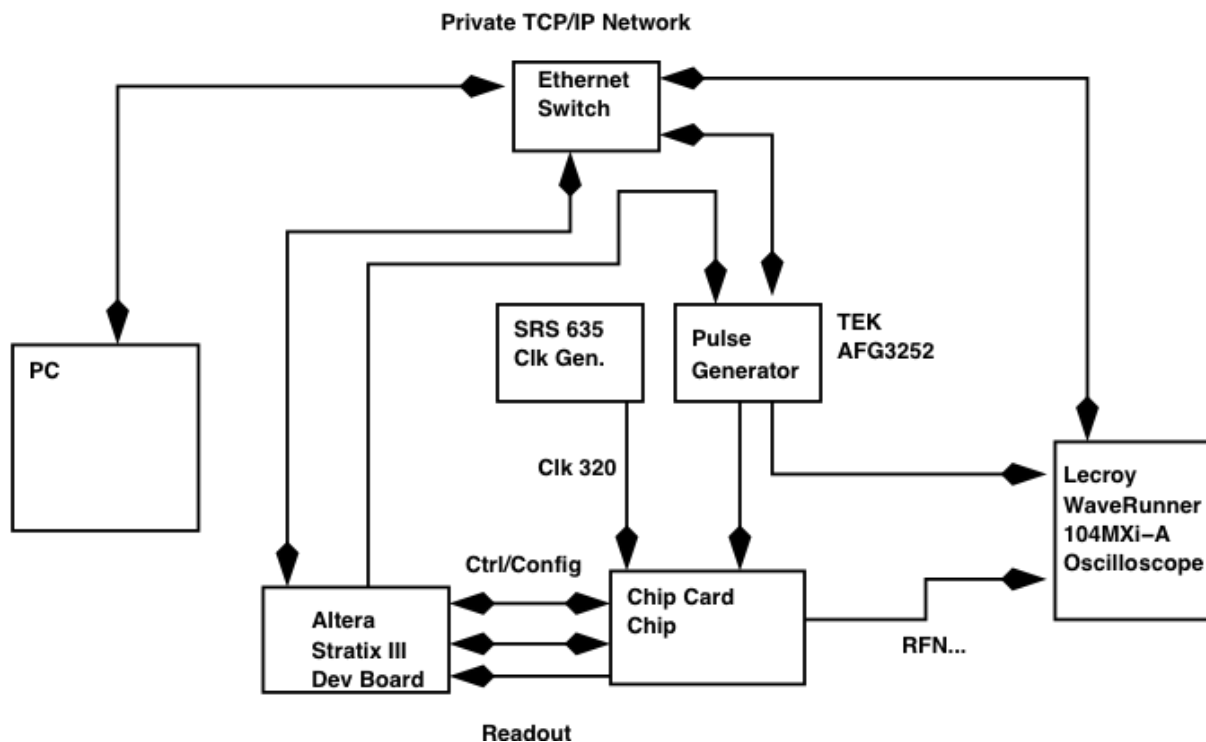 Private TCP/IP Network
Ethernet
Switch
SRS 635
Clk Gen.
Pulse
Generator
TEK
AFG3252
PC
Clk 320
Lecroy
WaveRunner
104MXi–A
Oscilloscope
Ctrl/Config
Altera
Stratix III
Dev Board
Chip Card
Chip
RFN...
Readout